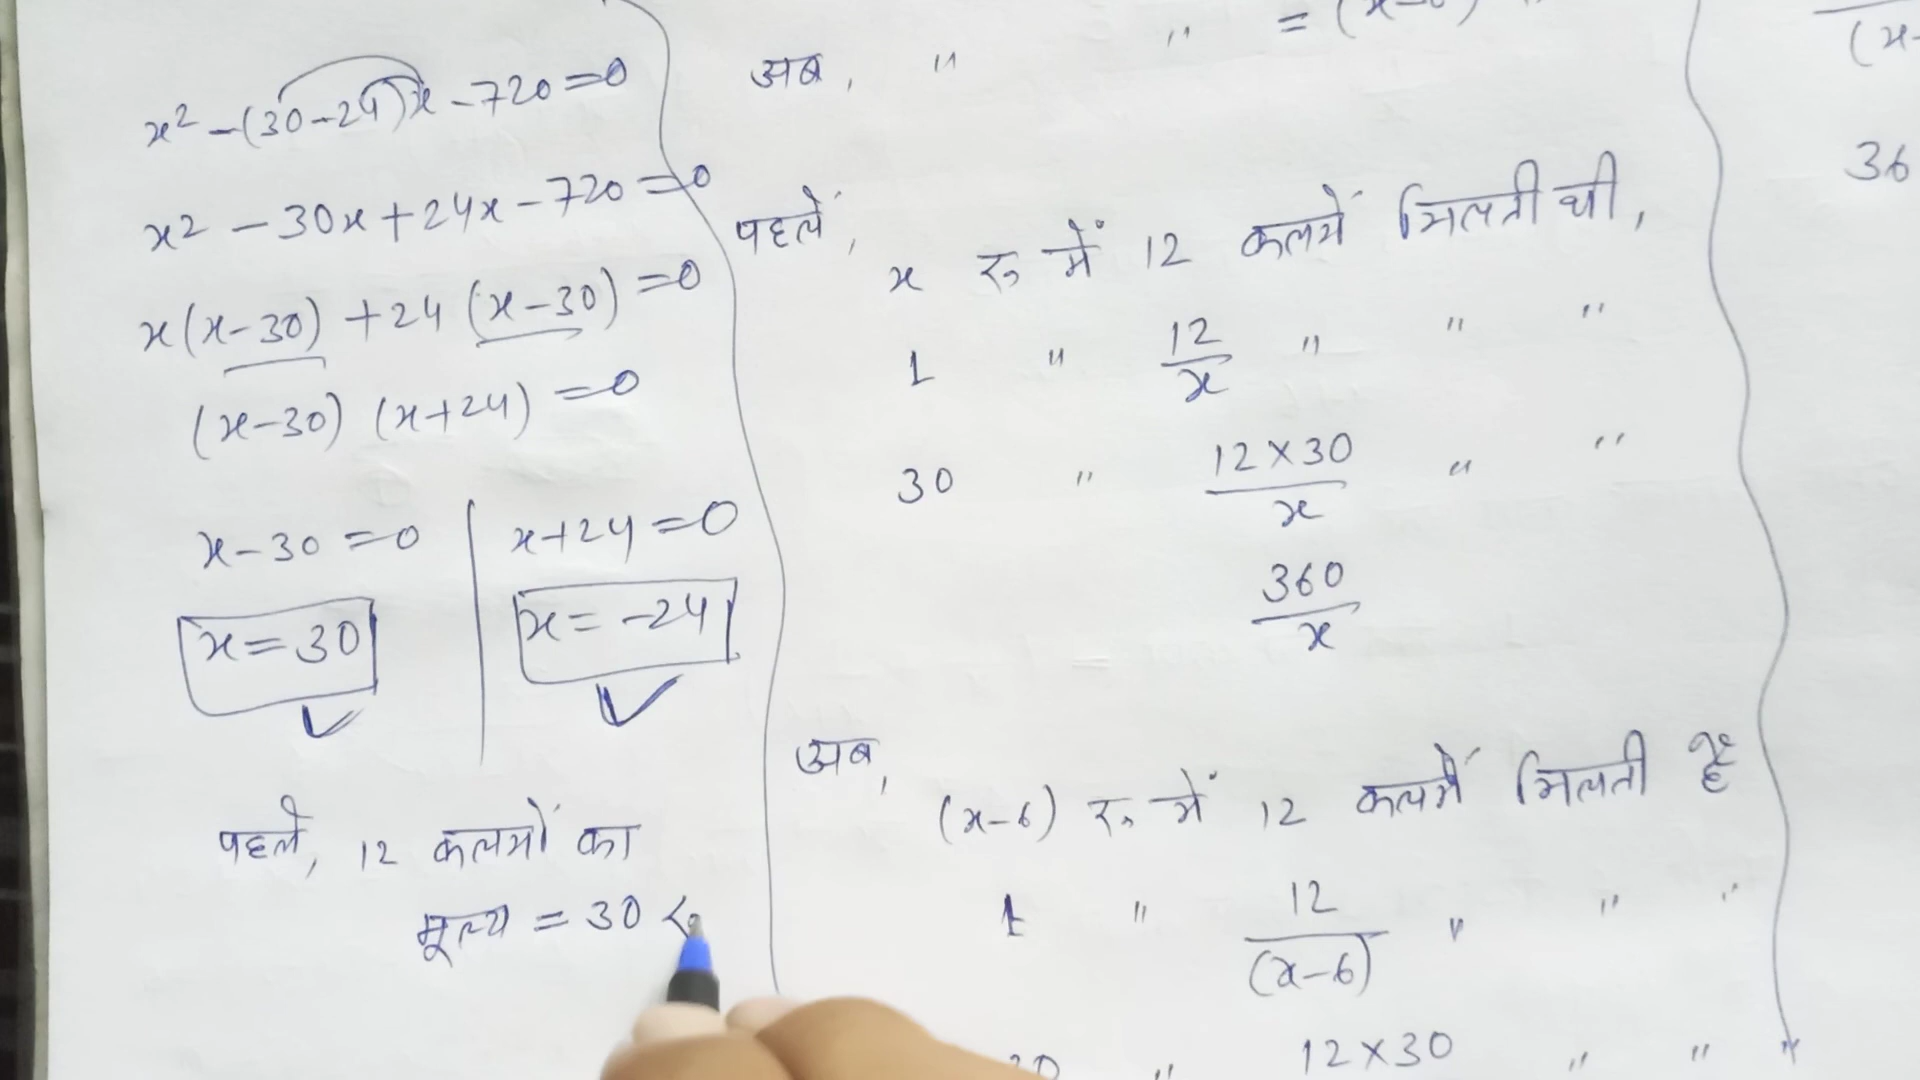 x² - (30-24)x - 720 = 0
x² - 30x + 24x - 720 = 0
x(x-30) + 24 (x-30) = 0
(x-30) (x+24) = 0
x-30 = 0
x = 30
x+24 = 0
x = -24
पहले, 12 कलमों का
मूल्य = 30 रु
अब, " " = (x-6)
पहले,
x रु में 12 कलमें मिलती थी,
1 " 12/x " " "
30 " 12×30/x " "
360/x
अब,
(x-6) रु में 12 कलमें मिलती है
1 " 12/(x-6) " " "
30 " 12×30 " " "
(x-
36